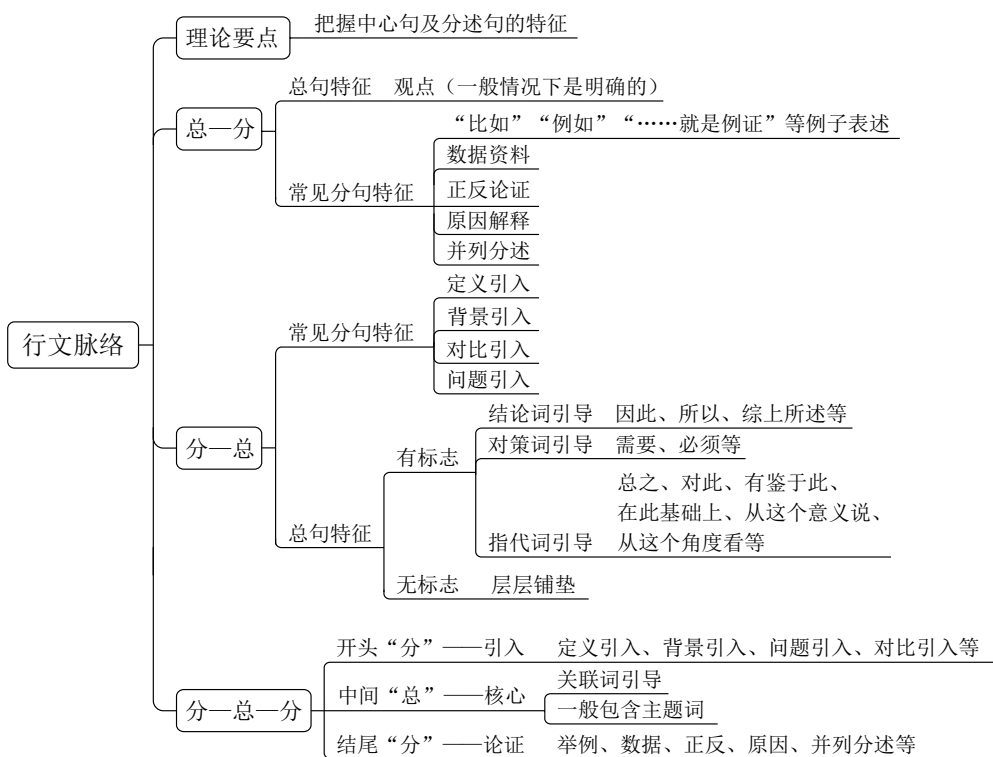 理论要点
把握中心句及分述句的特征
总—分
总句特征 观点（一般情况下是明确的）
常见分句特征
“比如”“例如”“……就是例证”等例子表述
数据资料
正反论证
原因解释
并列分述
行文脉络
分—总
常见分句特征
定义引入
背景引入
对比引入
问题引入
总句特征
有标志
结论词引导 因此、所以、综上所述等
对策词引导 需要、必须等
指代词引导
总之、对此、有鉴于此、
在此基础上、从这个意义说、
从这个角度看等
无标志 层层铺垫
分—总—分
开头“分”——引入 定义引入、背景引入、问题引入、对比引入等
中间“总”——核心
关联词引导
一般包含主题词
结尾“分”——论证 举例、数据、正反、原因、并列分述等